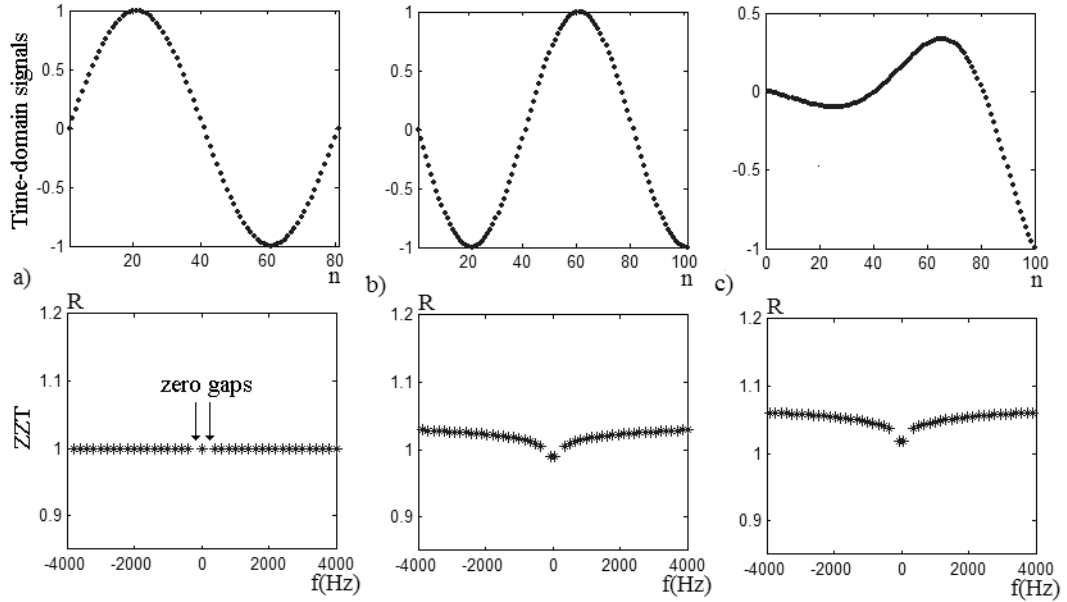 Time-domain signals
1
0.5
0
-0.5
-1
20 40 60 80
a) n
1
0.5
0
-0.5
-1
20 40 60 80 100
b) n
0.5
0
-0.5
-1
0 20 40 60 80 100
c) n
ZZT
R
1.2
1.1
1
0.9
zero gaps
-4000 -2000 0 2000 4000
f(Hz)
R
1.2
1.1
1
0.9
-4000 -2000 0 2000 4000
f(Hz)
R
1.2
1.1
1
0.9
-4000 -2000 0 2000 4000
f(Hz)